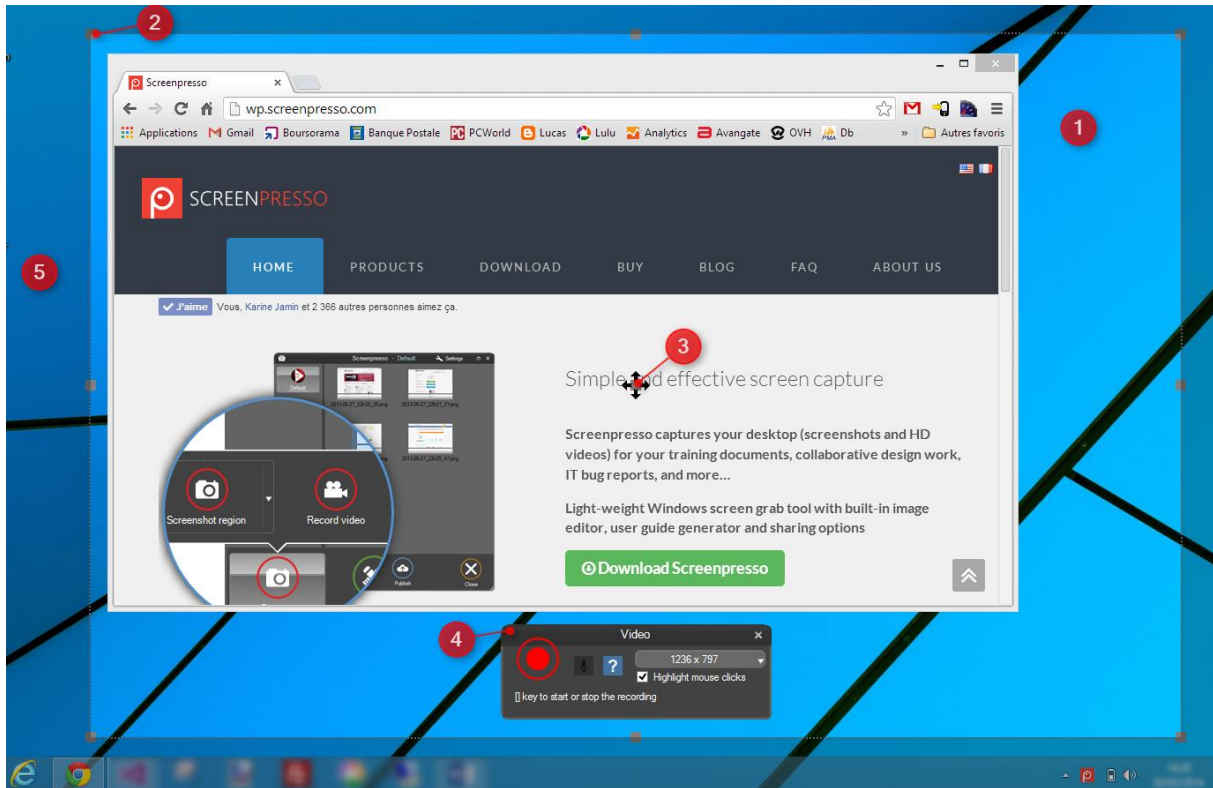 2
Screenpresso
wp.screenpresso.com
Applications Gmail Boursorama Banque Postale PCWorld Lucas Lulu Analytics Avangate OVH Db » Autres favoris
1
SCREENPRESSO
5
HOME PRODUCTS DOWNLOAD BUY BLOG FAQ ABOUT US
J'aime Vous, Karine Jamin et 2 366 autres personnes aimez ça.
3
Screenpresso - Default Settings
Default
Simple and effective screen capture
Screenpresso captures your desktop (screenshots and HD
videos) for your training documents, collaborative design work,
IT bug reports, and more...
Screenshot region Record video
Light-weight Windows screen grab tool with built-in image
editor, user guide generator and sharing options
Download Screenpresso
Publish Close
4
Video
1236 x 797
Highlight mouse clicks
[] key to start or stop the recording